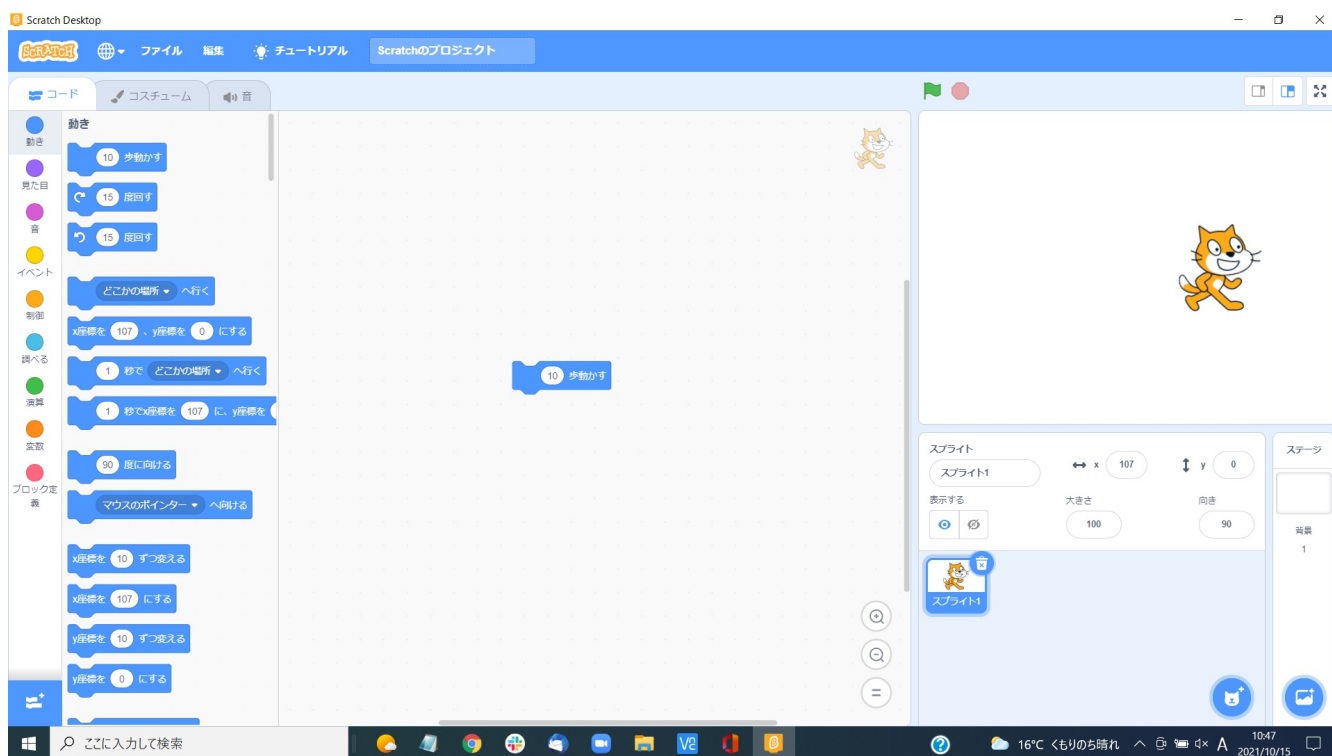 Scratch Desktop
SCRATCH ファイル 編集 チュートリアル Scratchのプロジェクト
コード コスチューム 音
動き
見た目
音
イベント
制御
調べる
演算
変数
ブロック定義
動き
10 歩動かす
15 度回す
15 度回す
どこかの場所 へ行く
x座標を 107 、y座標を 0 にする
1 秒で どこかの場所 へ行く
1 秒でx座標を 107 に、y座標を
90 度に向ける
マウスのポインター へ向ける
x座標を 10 ずつ変える
x座標を 107 にする
y座標を 10 ずつ変える
y座標を 0 にする
10 歩動かす
スプライト
スプライト1 x 107 y 0
表示する 大きさ 向き
100 90
スプライト1
ステージ
背景
1
ここに入力して検索
16°C くもりのち晴れ A 10:47
2021/10/15